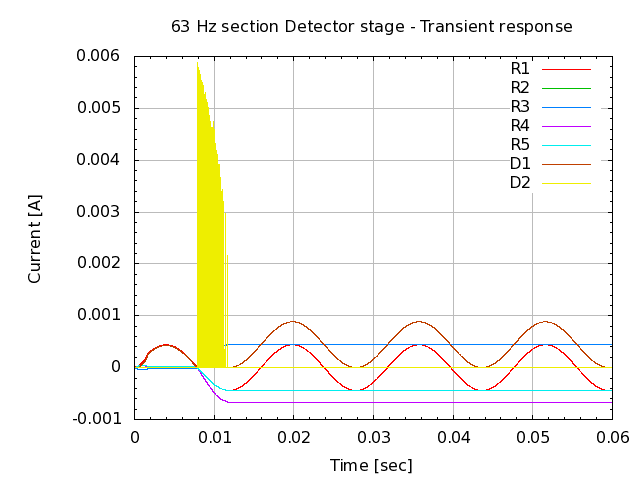 63 Hz section Detector stage - Transient response
0.006
0.005
0.004
0.003
0.002
0.001
0
-0.001
Current [A]
R1
R2
R3
R4
R5
D1
D2
0 0.01 0.02 0.03 0.04 0.05 0.06
Time [sec]